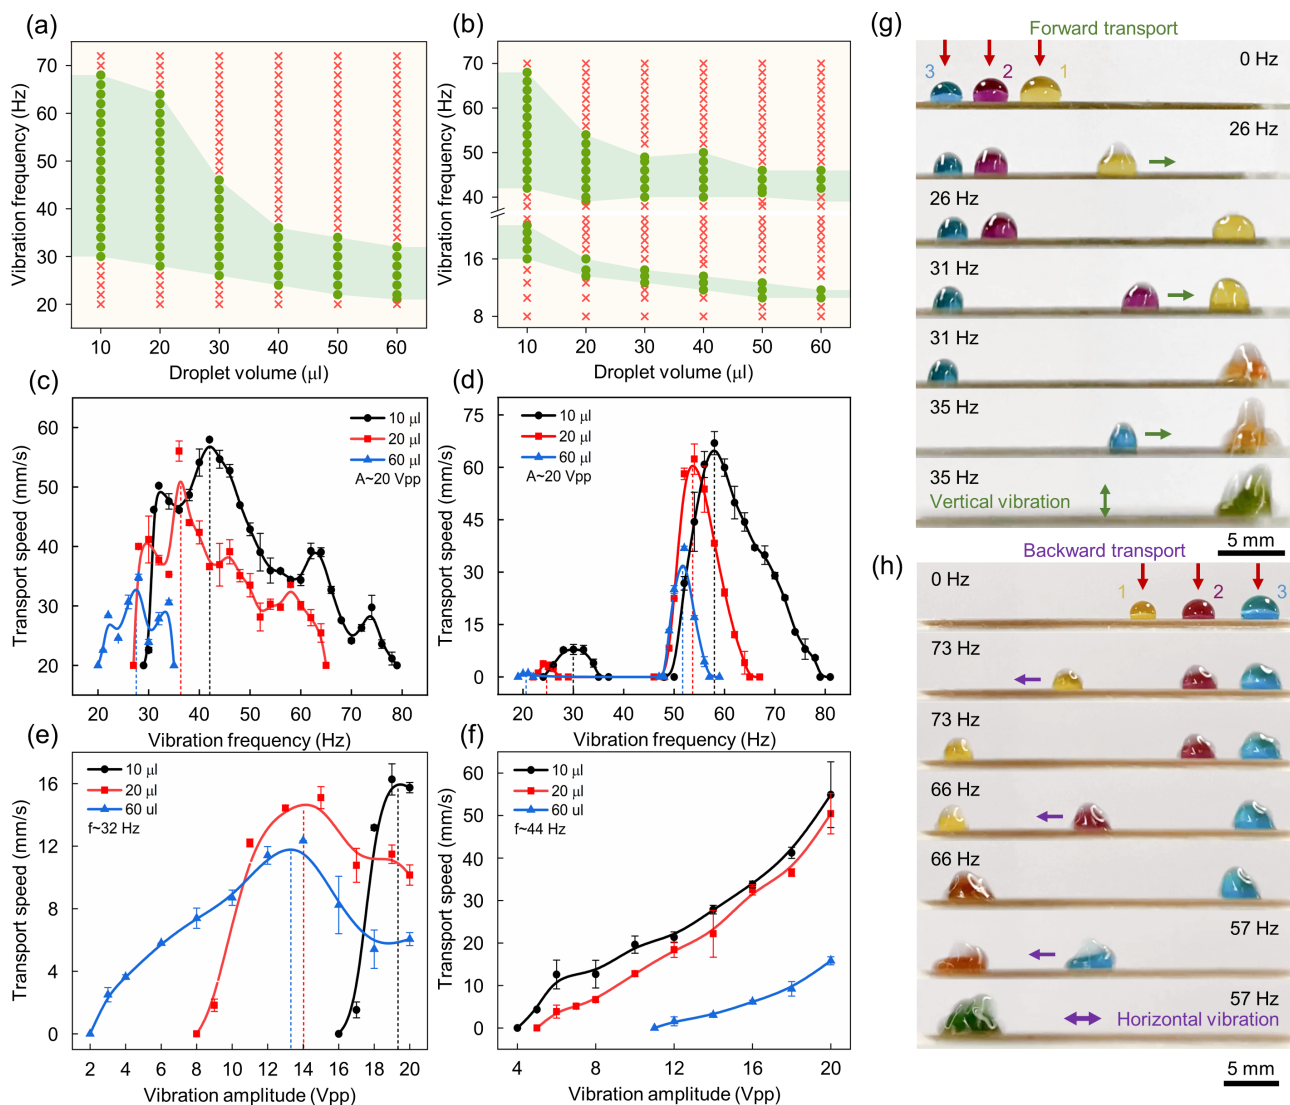 (a)
70
60
50
40
30
20
Vibration frequency (Hz)
10 20 30 40 50 60
Droplet volume (μl)
(b)
70
60
50
40
16
8
Vibration frequency (Hz)
10 20 30 40 50 60
Droplet volume (μl)
(c)
60
50
40
30
20
Transport speed (mm/s)
10 μl
20 μl
60 μl
A~20 Vpp
20 30 40 50 60 70 80
Vibration frequency (Hz)
(d)
75
60
45
30
15
0
Transport speed (mm/s)
10 μl
20 μl
60 μl
A~20 Vpp
20 30 40 50 60 70 80
Vibration frequency (Hz)
(e)
16
12
8
4
0
Transport speed (mm/s)
10 μl
20 μl
60 ul
f~32 Hz
2 4 6 8 10 12 14 16 18 20
Vibration amplitude (Vpp)
(f)
60
50
40
30
20
10
0
Transport speed (mm/s)
10 μl
20 μl
60 μl
f~44 Hz
4 8 12 16 20
Vibration amplitude (Vpp)
(g)
Forward transport
3 2 1
0 Hz
26 Hz
26 Hz
31 Hz
31 Hz
35 Hz
35 Hz
Vertical vibration
5 mm
(h)
Backward transport
0 Hz
1 2 3
73 Hz
73 Hz
66 Hz
66 Hz
57 Hz
57 Hz
Horizontal vibration
5 mm